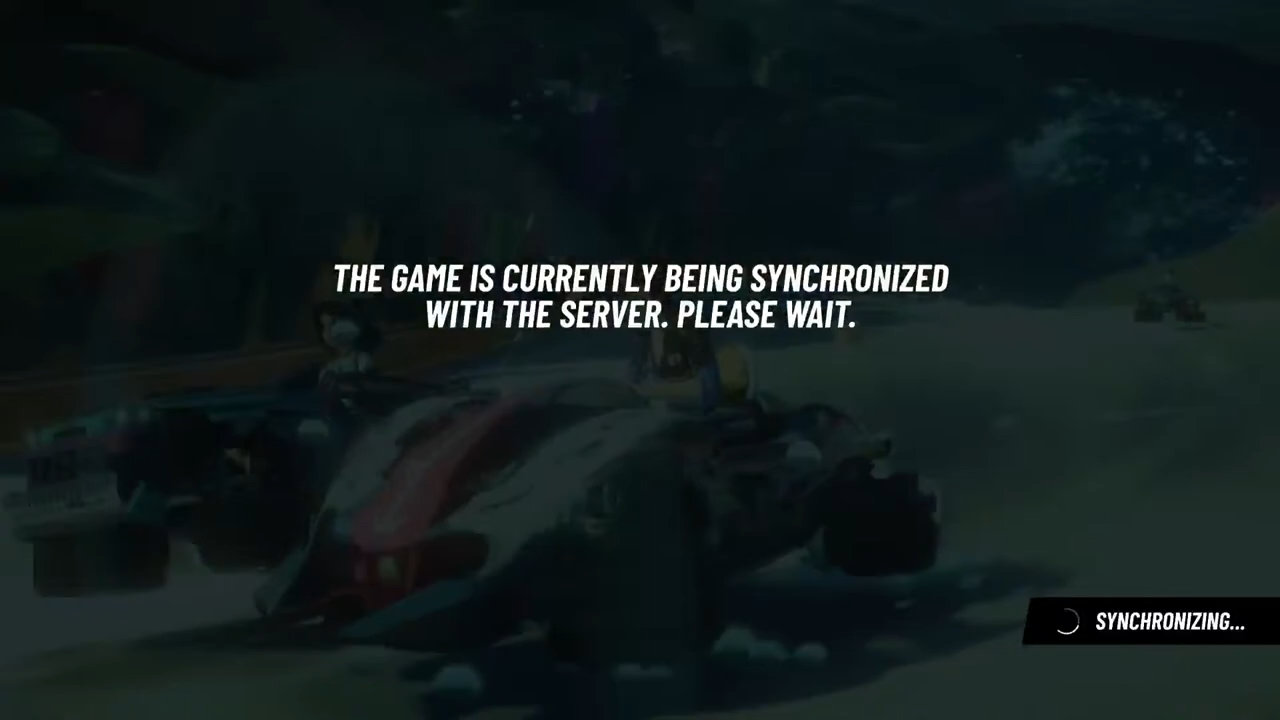 THE GAME IS CURRENTLY BEING SYNCHRONIZED
WITH THE SERVER. PLEASE WAIT.
SYNCHRONIZING...